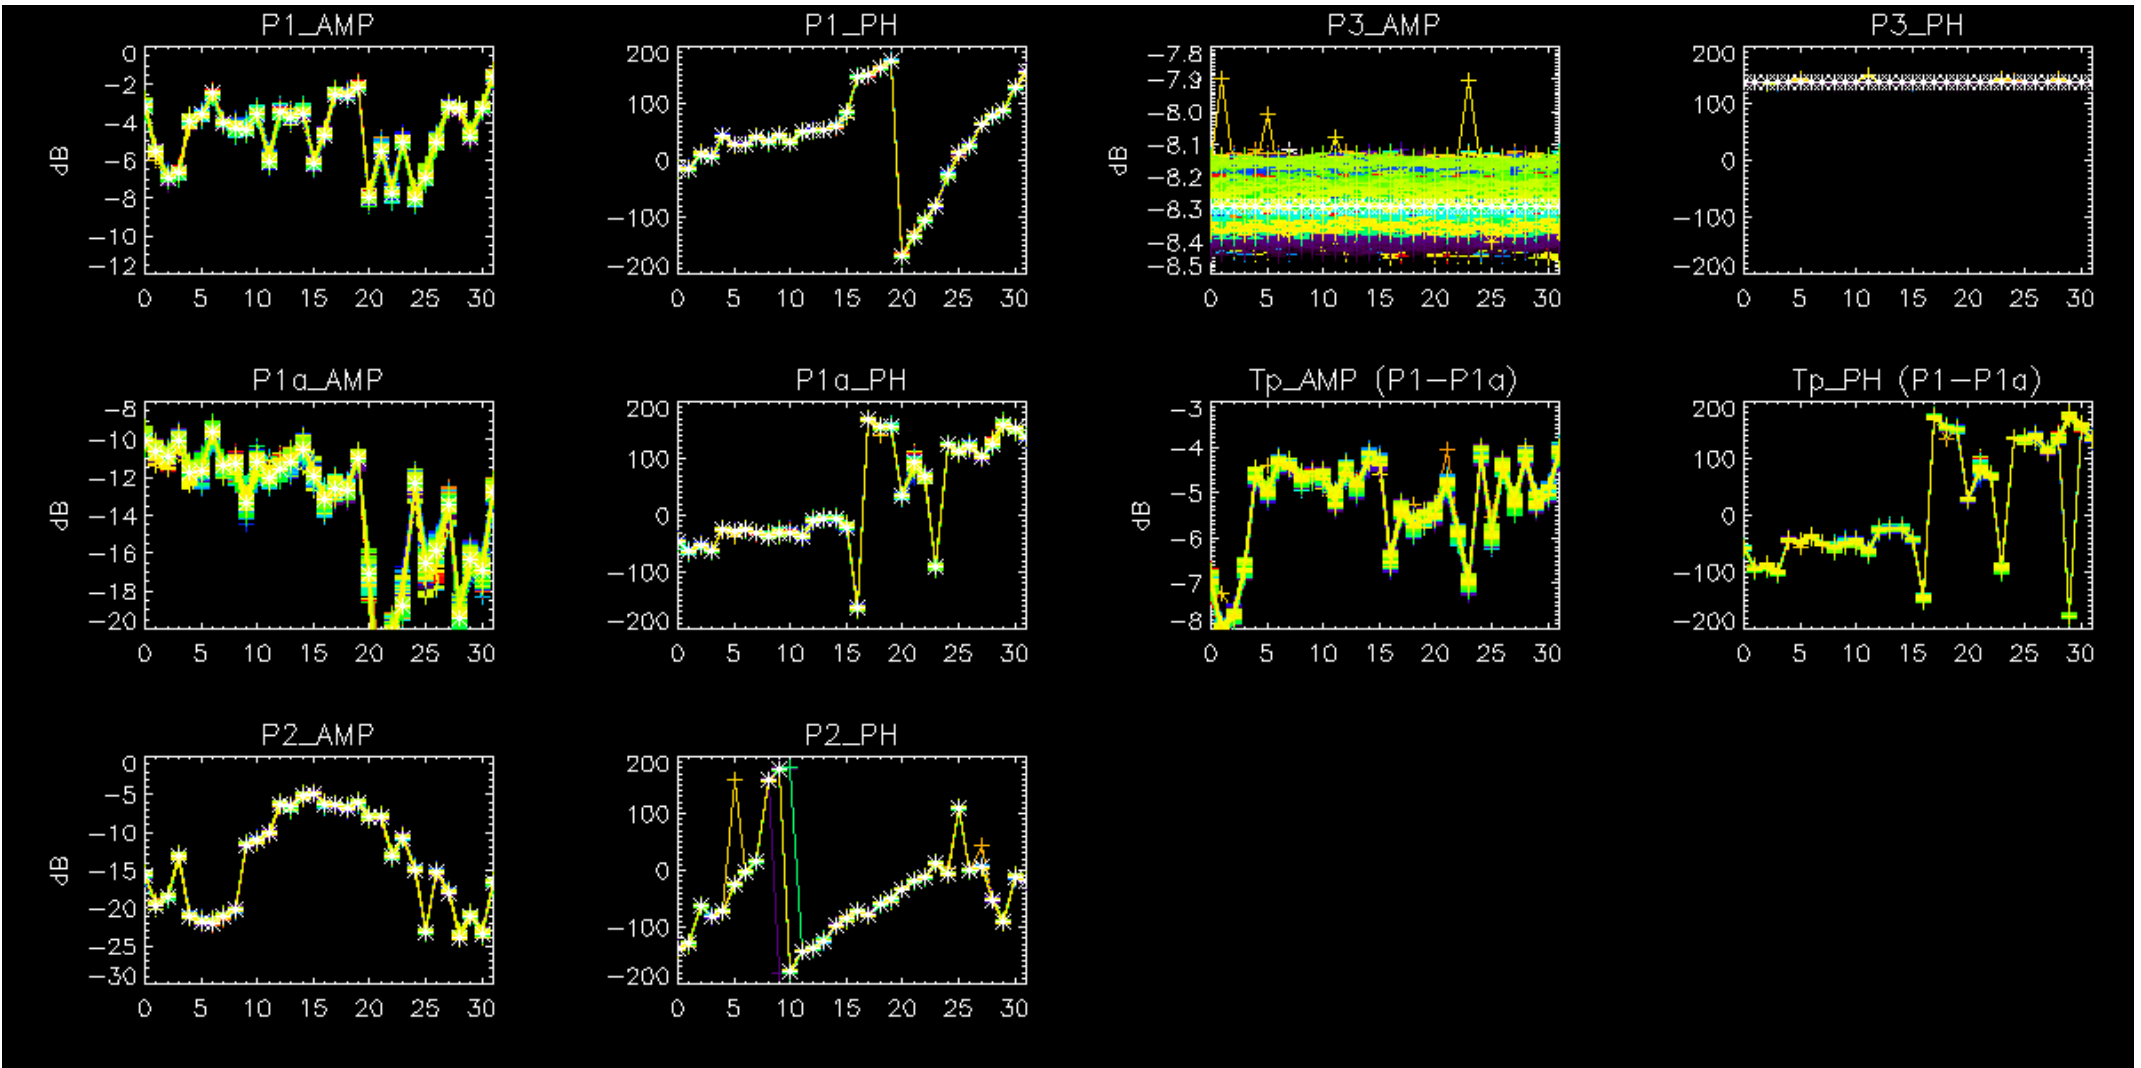 P1_AMP
0
−2
−4
−6
−8
−10
−12
dB
0 5 10 15 20 25 30
P1_PH
200
100
0
−100
−200
0 5 10 15 20 25 30
P3_AMP
−7.8
−7.9
−8.0
−8.1
−8.2
−8.3
−8.4
−8.5
dB
0 5 10 15 20 25 30
P3_PH
200
100
0
−100
−200
0 5 10 15 20 25 30
P1a_AMP
−8
−10
−12
−14
−16
−18
−20
dB
0 5 10 15 20 25 30
P1a_PH
200
100
0
−100
−200
0 5 10 15 20 25 30
Tp_AMP (P1−P1a)
−3
−4
−5
−6
−7
−8
dB
0 5 10 15 20 25 30
Tp_PH (P1−P1a)
200
100
0
−100
−200
0 5 10 15 20 25 30
P2_AMP
0
−5
−10
−15
−20
−25
−30
dB
0 5 10 15 20 25 30
P2_PH
200
100
0
−100
−200
0 5 10 15 20 25 30